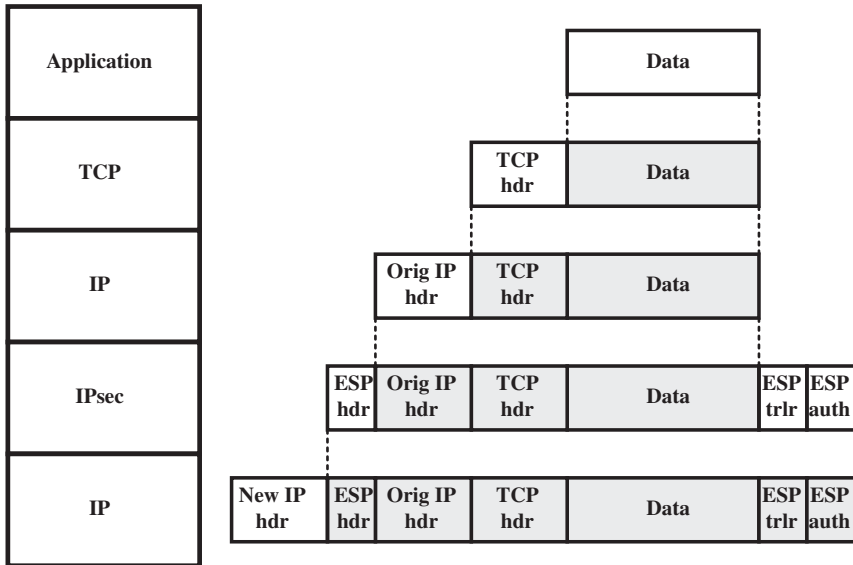 Application
Data
TCP
TCP
hdr
Data
IP
Orig IP
hdr
TCP
hdr
Data
IPsec
ESP
hdr
Orig IP
hdr
TCP
hdr
Data
ESP
trlr
ESP
auth
IP
New IP
hdr
ESP
hdr
Orig IP
hdr
TCP
hdr
Data
ESP
trlr
ESP
auth